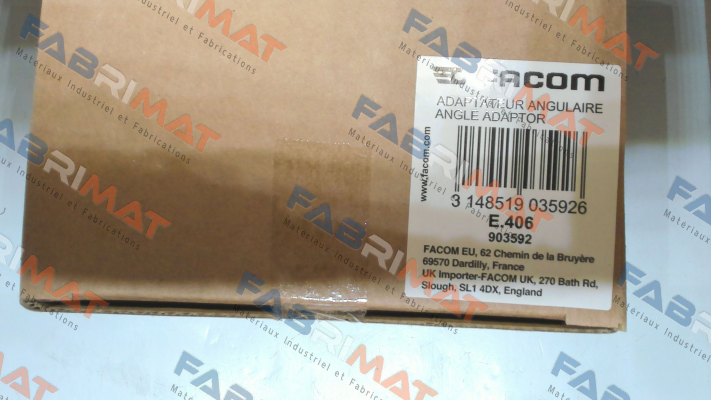 FACOM
ADAPTATEUR ANGULAIRE
ANGLE ADAPTOR
www.facom.com
3 148519 035926
E.406
903592
FACOM EU, 62 Chemin de la Bruyère
69570 Dardilly, France
UK Importer-FACOM UK, 270 Bath Rd,
Slough, SL1 4DX, England
FABRIMAT
Matériaux Industriel et Fabrications